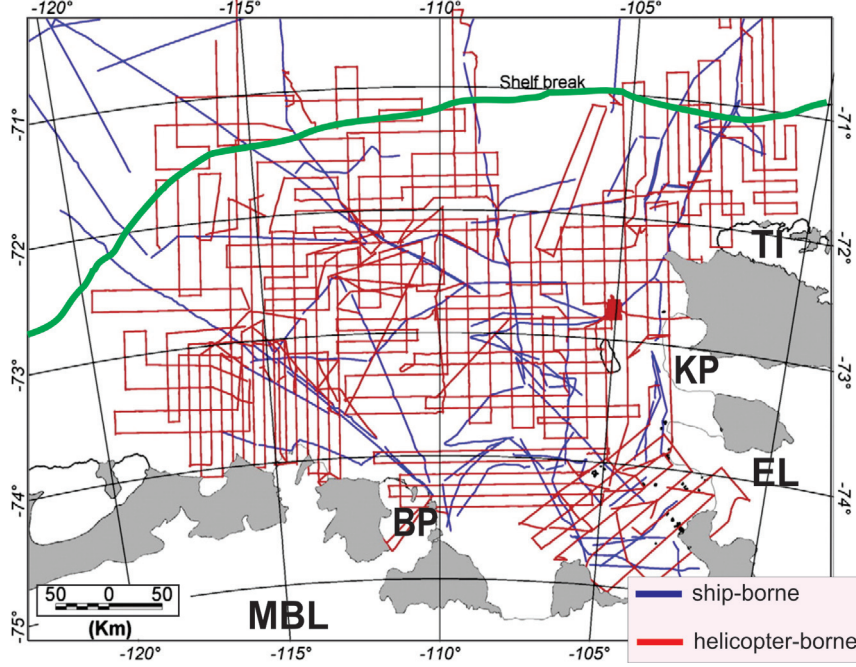 -120° -115° -110° -105°
Shelf break
-71° -71°
TI
-72° -72°
KP
-73° -73°
EL
-74° -74°
BP
50 0 50
(Km)
MBL
ship-borne
-75°
helicopter-borne
-120° -115° -110° -105°